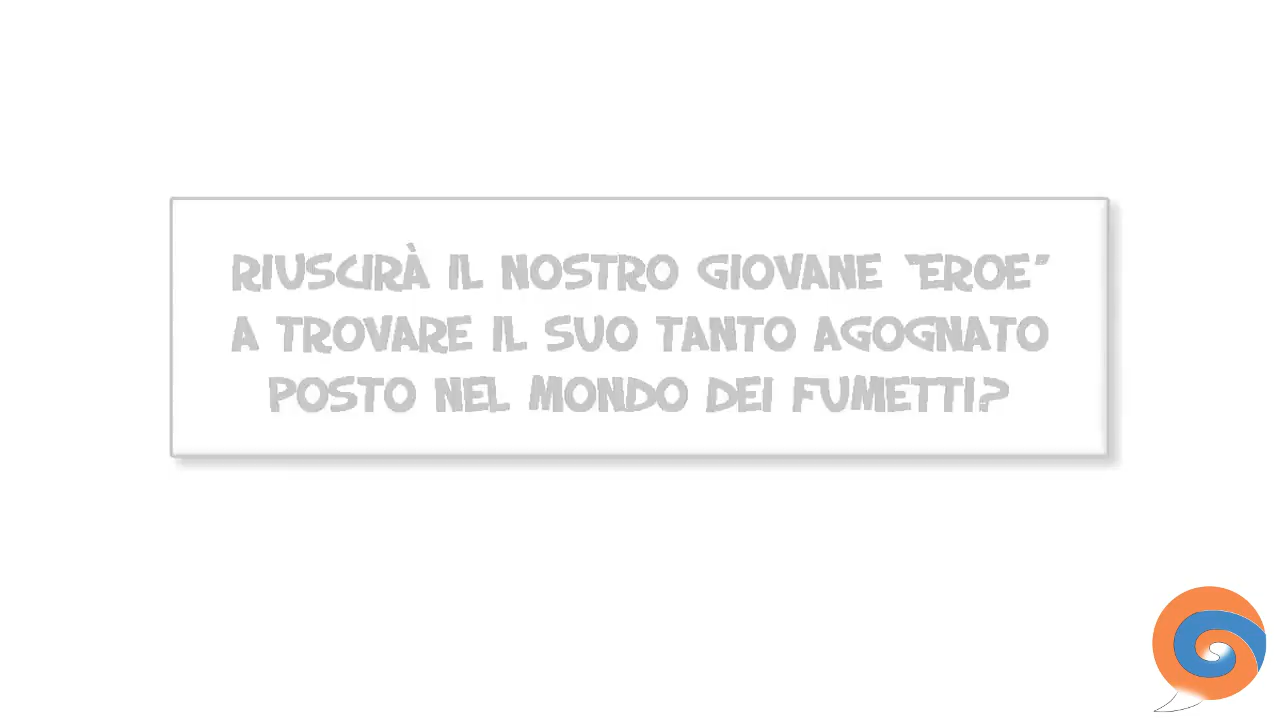 RIUSCIRÀ IL NOSTRO GIOVANE "EROE"
A TROVARE IL SUO TANTO AGOGNATO
POSTO NEL MONDO DEI FUMETTI?